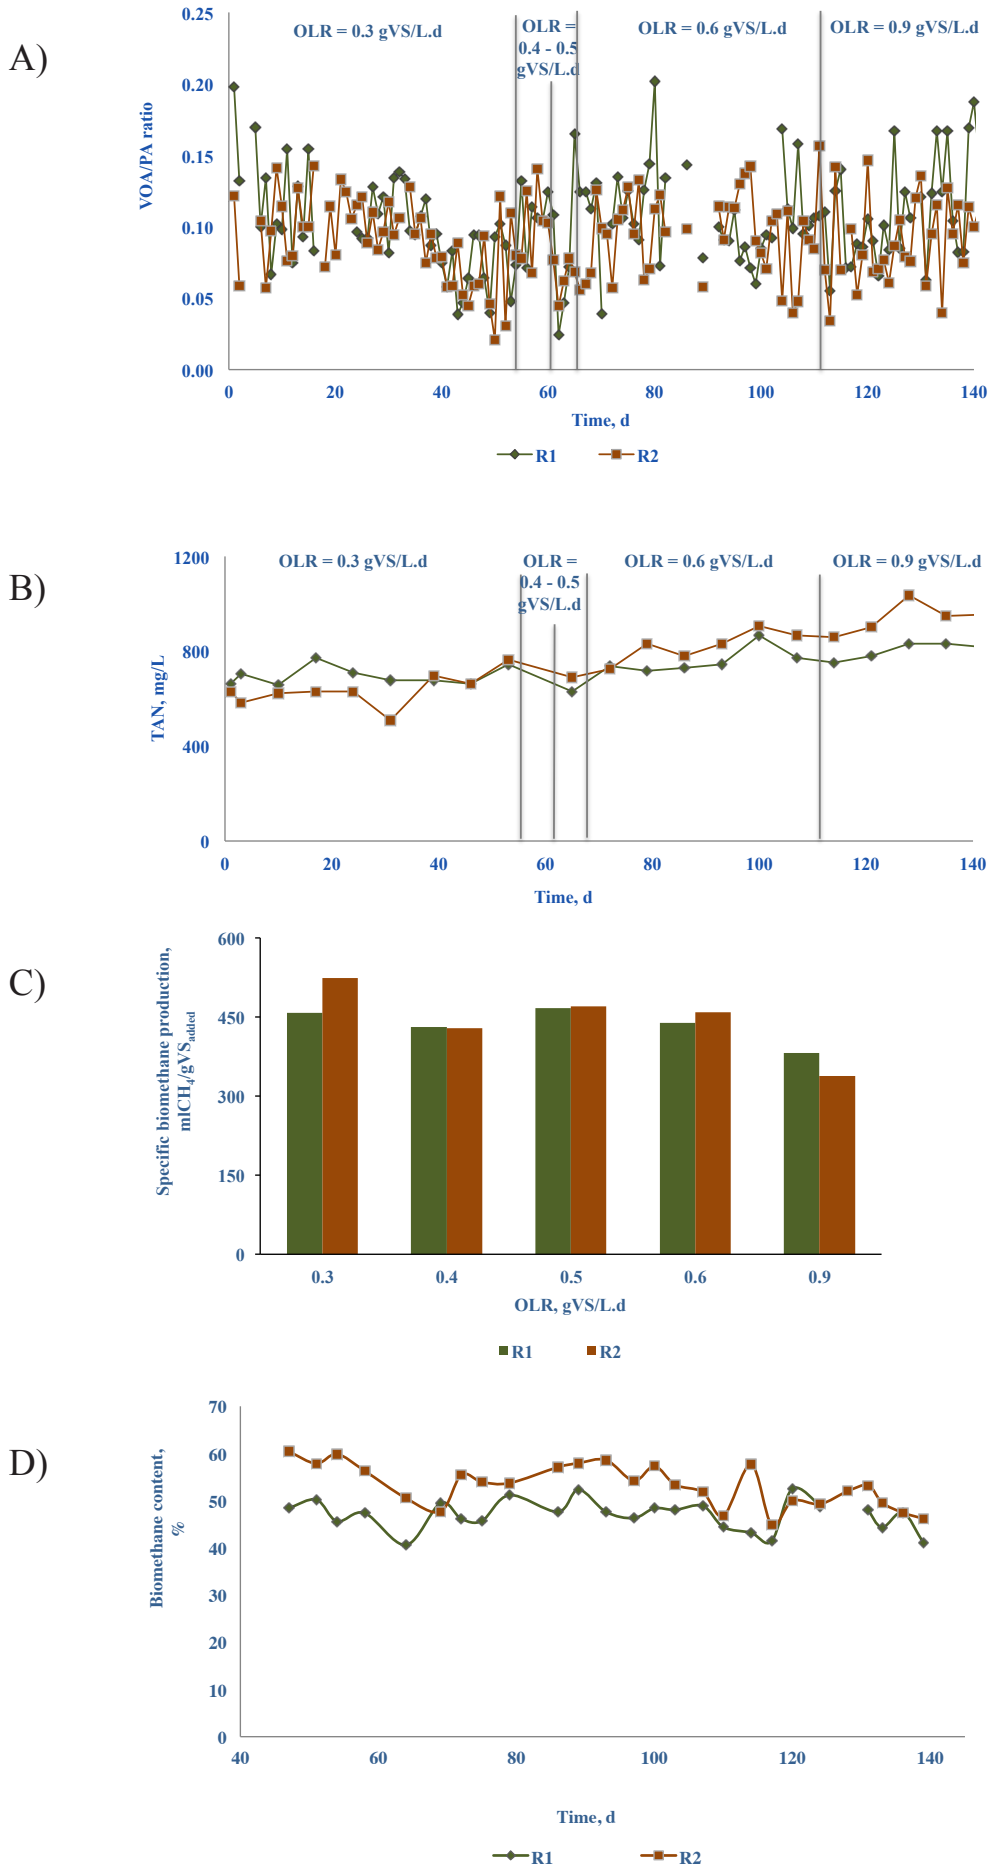 A)
OLR = 0.3 gVS/L.d
OLR =
0.4 - 0.5
gVS/L.d
OLR = 0.6 gVS/L.d
OLR = 0.9 gVS/L.d
VOA/PA ratio
0.25
0.20
0.15
0.10
0.05
0.00
0 20 40 60 80 100 120 140
Time, d
R1 R2
B)
OLR = 0.3 gVS/L.d
OLR =
0.4 - 0.5
gVS/L.d
OLR = 0.6 gVS/L.d
OLR = 0.9 gVS/L.d
TAN, mg/L
1200
800
400
0
0 20 40 60 80 100 120 140
Time, d
C)
Specific biomethane production,
mlCH₄/gVS_added
600
450
300
150
0
0.3 0.4 0.5 0.6 0.9
OLR, gVS/L.d
R1 R2
D)
Biomethane content,
%
70
60
50
40
30
20
10
0
40 60 80 100 120 140
Time, d
R1 R2